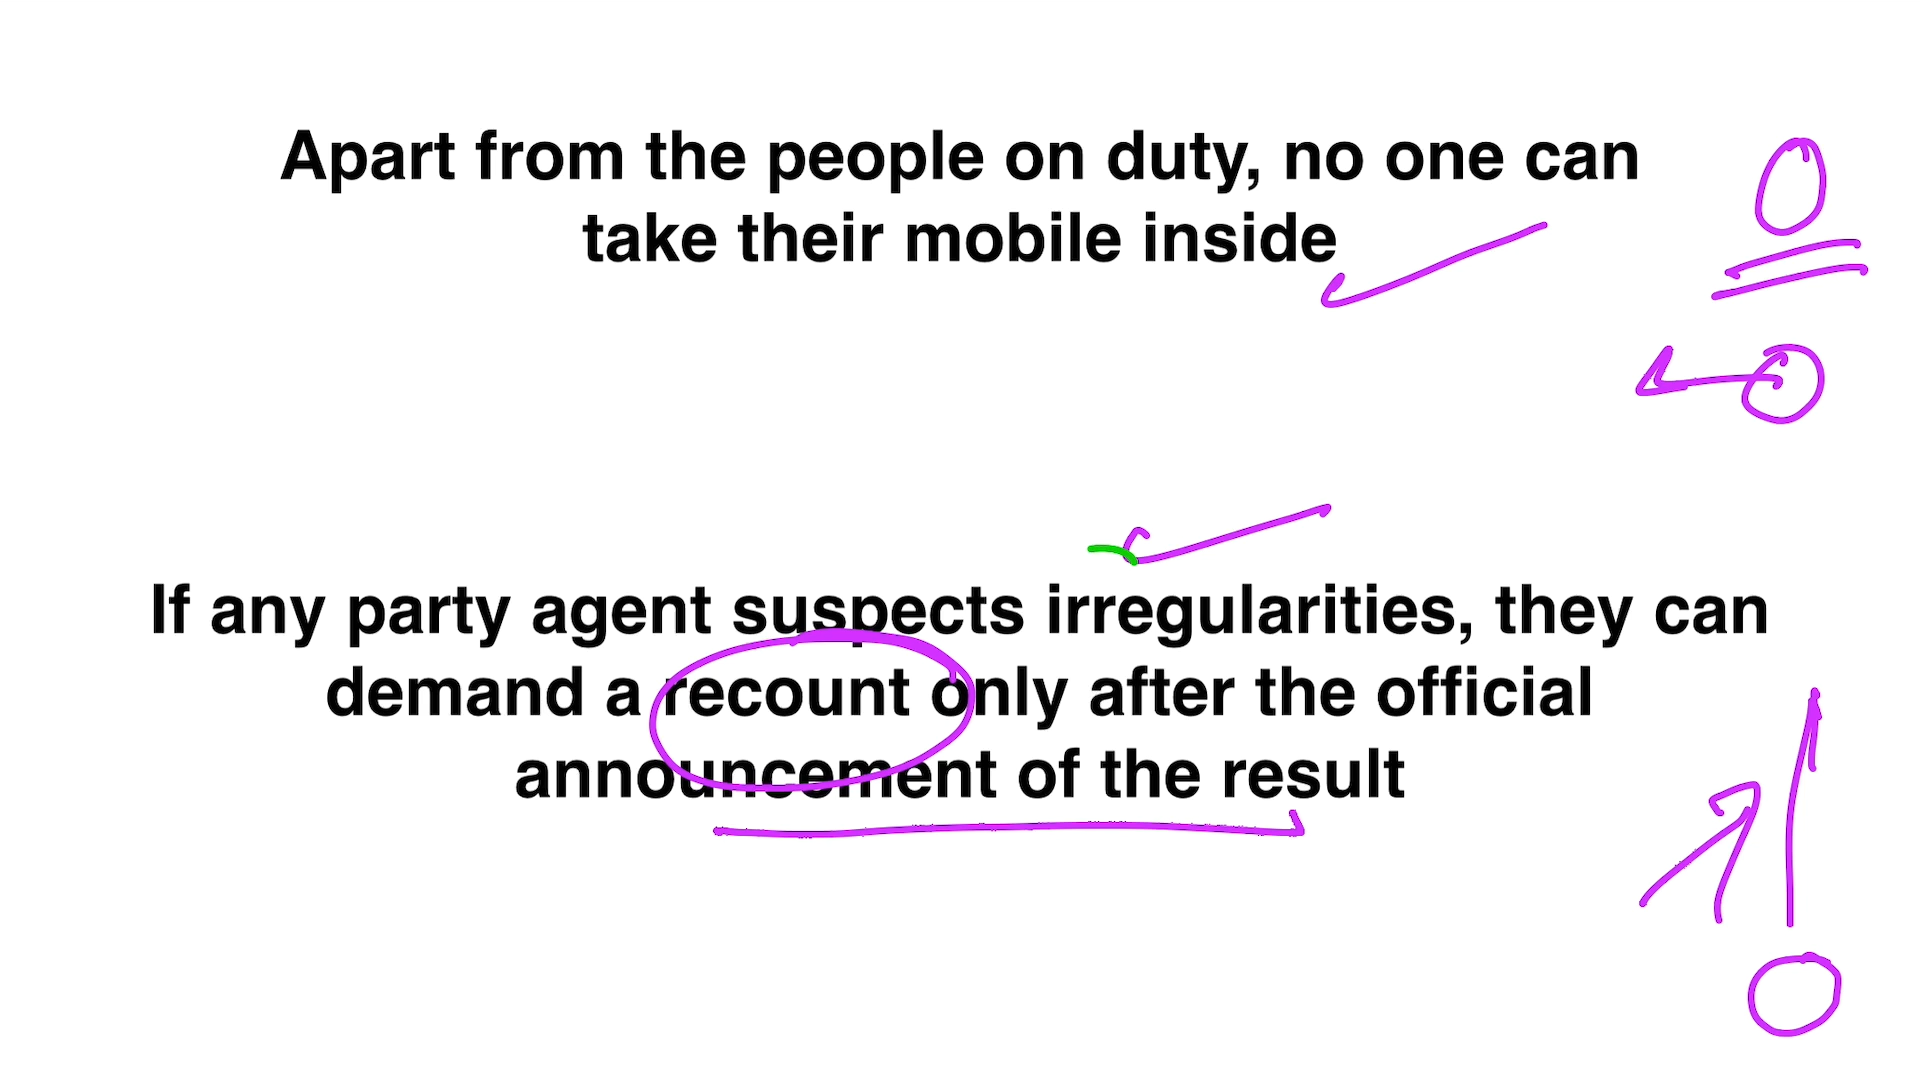 Apart from the people on duty, no one can
take their mobile inside
If any party agent suspects irregularities, they can
demand a recount only after the official
announcement of the result